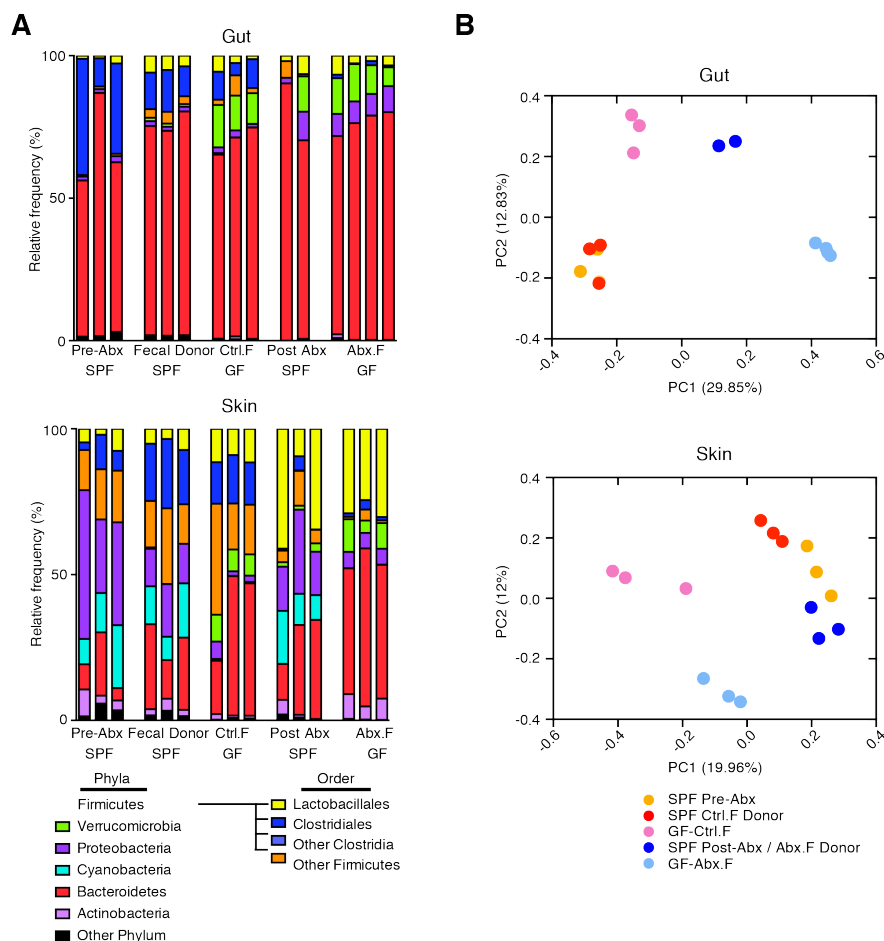 A
Gut
100
50
0
Relative frequency (%)
Pre-Abx Fecal Donor Ctrl.F Post Abx Abx.F
SPF SPF GF SPF GF
Skin
100
50
0
Relative frequency (%)
Pre-Abx Fecal Donor Ctrl.F Post Abx Abx.F
SPF SPF GF SPF GF
Phyla
Firmicutes
Verrucomicrobia
Proteobacteria
Cyanobacteria
Bacteroidetes
Actinobacteria
Other Phylum
Order
Lactobacillales
Clostridiales
Other Clostridia
Other Firmicutes
B
Gut
0.4
0.2
0.0
-0.2
-0.4
PC2 (12.83%)
-0.4 -0.2 0.0 0.2 0.4 0.6
PC1 (29.85%)
Skin
0.4
0.2
0.0
-0.2
-0.4
PC2 (12%)
-0.6 -0.4 -0.2 0.0 0.2 0.4
PC1 (19.96%)
SPF Pre-Abx
SPF Ctrl.F Donor
GF-Ctrl.F
SPF Post-Abx / Abx.F Donor
GF-Abx.F